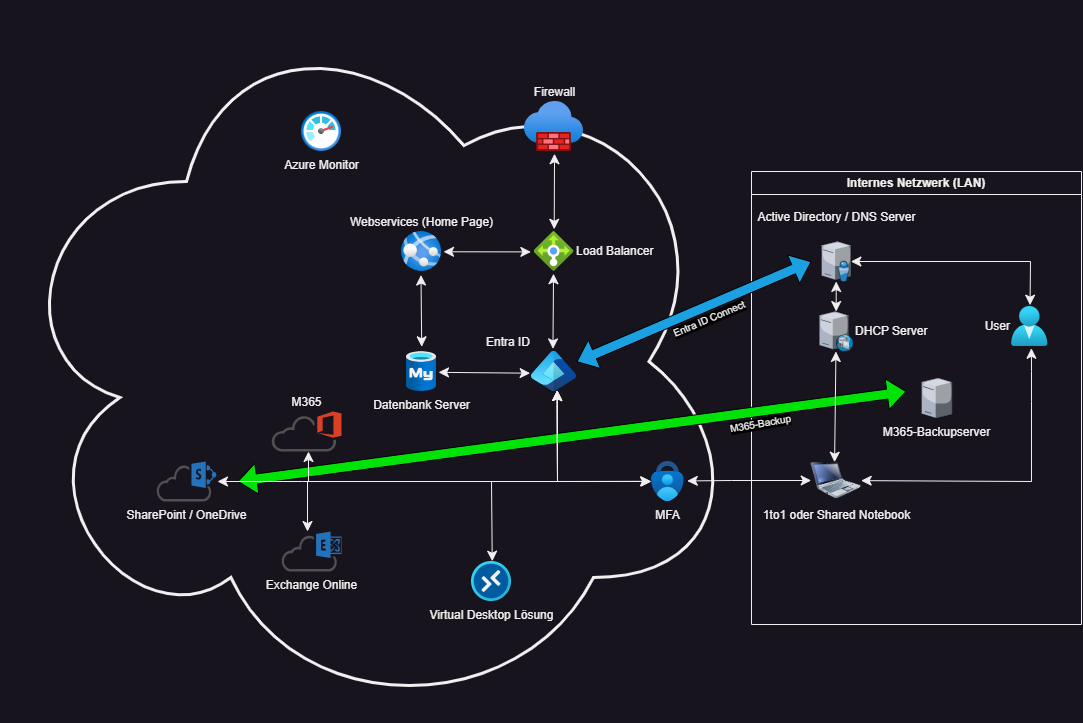 Firewall
Azure Monitor
Internes Netzwerk (LAN)
Active Directory / DNS Server
Webservices (Home Page)
Load Balancer
Entra ID Connect
User
DHCP Server
Entra ID
My
Datenbank Server
M365
M365-Backup
M365-Backupserver
S
SharePoint / OneDrive
MFA
1to1 oder Shared Notebook
E
Exchange Online
Virtual Desktop Lösung